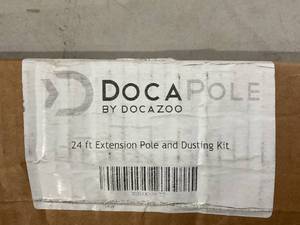 DOCAPOLE
BY DOCAZOO
24 ft Extension Pole and Dusting Kit